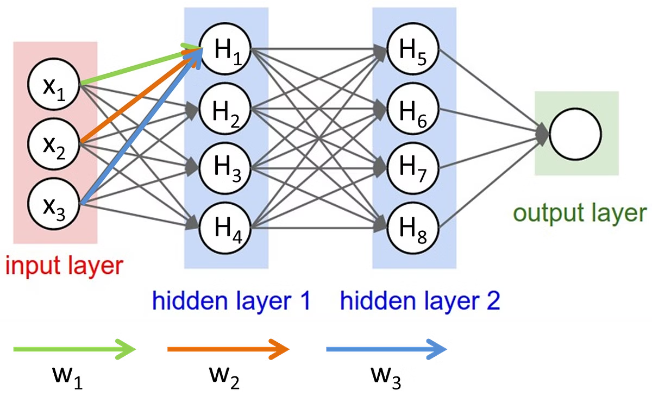 x₁
x₂
x₃
input layer
H₁
H₂
H₃
H₄
hidden layer 1
H₅
H₆
H₇
H₈
hidden layer 2
output layer
w₁
w₂
w₃